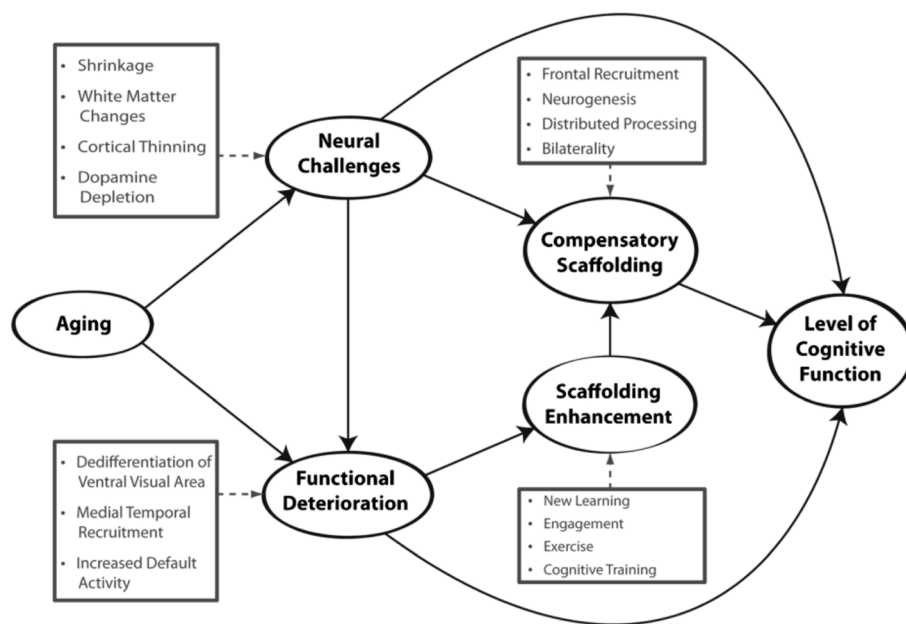 • Shrinkage
• White Matter
Changes
• Cortical Thinning
• Dopamine
Depletion
Neural
Challenges
• Frontal Recruitment
• Neurogenesis
• Distributed Processing
• Bilaterality
Compensatory
Scaffolding
Aging
Level of
Cognitive
Function
Scaffolding
Enhancement
• Dedifferentiation of
Ventral Visual Area
• Medial Temporal
Recruitment
• Increased Default
Activity
Functional
Deterioration
• New Learning
• Engagement
• Exercise
• Cognitive Training